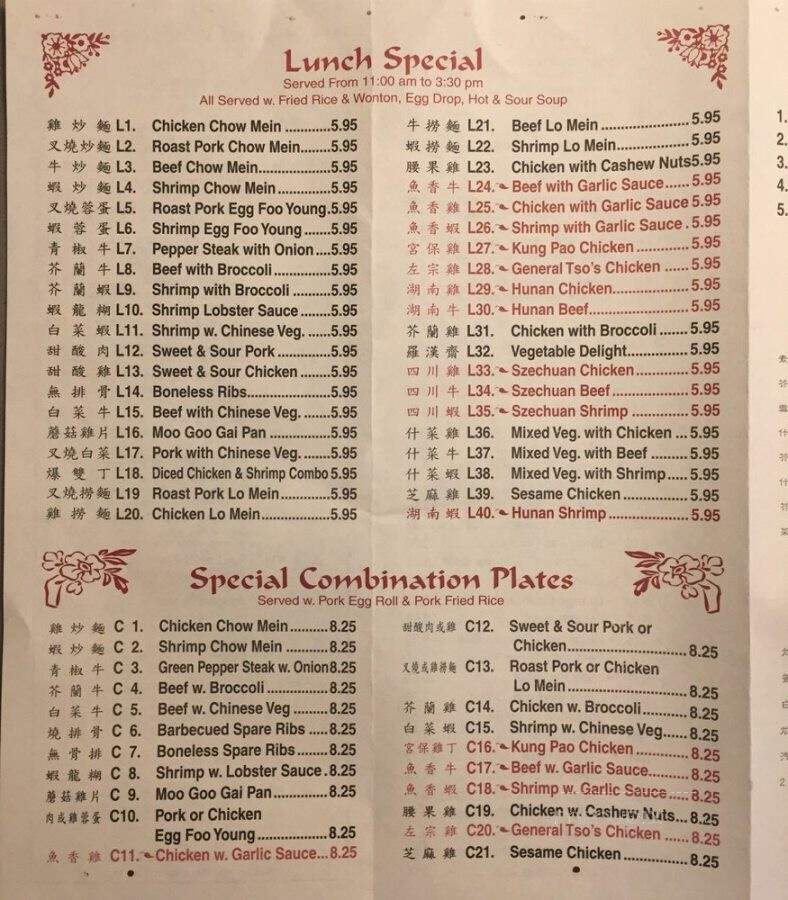 Lunch Special
Served From 11:00 am to 3:30 pm
All Served w. Fried Rice & Wonton, Egg Drop, Hot & Sour Soup
雞炒麵 L1. Chicken Chow Mein ............5.95
叉燒炒麵 L2. Roast Pork Chow Mein.......5.95
牛炒麵 L3. Beef Chow Mein..................5.95
蝦炒麵 L4. Shrimp Chow Mein .............5.95
叉燒蓉蛋 L5. Roast Pork Egg Foo Young.5.95
蝦蓉蛋 L6. Shrimp Egg Foo Young .......5.95
青椒牛 L7. Pepper Steak with Onion....5.95
芥蘭牛 L8. Beef with Broccoli ..............5.95
芥蘭蝦 L9. Shrimp with Broccoli ..........5.95
蝦龍糊 L10. Shrimp Lobster Sauce ........5.95
白菜蝦 L11. Shrimp w. Chinese Veg. ......5.95
甜酸肉 L12. Sweet & Sour Pork ..............5.95
甜酸雞 L13. Sweet & Sour Chicken ........5.95
無排骨 L14. Boneless Ribs.....................5.95
白菜牛 L15. Beef with Chinese Veg. .......5.95
蘑菇雞片 L16. Moo Goo Gai Pan ...............5.95
叉燒白菜 L17. Pork with Chinese Veg. .......5.95
爆雙丁 L18. Diced Chicken & Shrimp Combo 5.95
叉燒撈麵 L19 Roast Pork Lo Mein.............5.95
雞撈麵 L20. Chicken Lo Mein..................5.95
牛撈麵 L21. Beef Lo Mein .......................5.95
蝦撈麵 L22. Shrimp Lo Mein...................5.95
腰果雞 L23. Chicken with Cashew Nuts5.95
魚香牛 L24. Beef with Garlic Sauce......5.95
魚香雞 L25. Chicken with Garlic Sauce 5.95
魚香蝦 L26. Shrimp with Garlic Sauce .5.95
宮保雞 L27. Kung Pao Chicken .............5.95
左宗雞 L28. General Tso's Chicken ......5.95
湖南雞 L29. Hunan Chicken..................5.95
湖南牛 L30. Hunan Beef.......................5.95
芥蘭雞 L31. Chicken with Broccoli .......5.95
羅漢齋 L32. Vegetable Delight...............5.95
四川雞 L33. Szechuan Chicken.............5.95
四川牛 L34. Szechuan Beef..................5.95
四川蝦 L35. Szechuan Shrimp ..............5.95
什菜雞 L36. Mixed Veg. with Chicken ...5.95
什菜牛 L37. Mixed Veg. with Beef .........5.95
什菜蝦 L38. Mixed Veg. with Shrimp.....5.95
芝麻雞 L39. Sesame Chicken ................5.95
湖南蝦 L40. Hunan Shrimp...................5.95
Special Combination Plates
Served w. Pork Egg Roll & Pork Fried Rice
雞炒麵 C 1. Chicken Chow Mein..........8.25
蝦炒麵 C 2. Shrimp Chow Mein ...........8.25
青椒牛 C 3. Green Pepper Steak w. Onion8.25
芥蘭牛 C 4. Beef w. Broccoli ................8.25
白菜牛 C 5. Beef w. Chinese Veg .........8.25
燒排骨 C 6. Barbecued Spare Ribs .....8.25
無骨排 C 7. Boneless Spare Ribs ........8.25
蝦龍糊 C 8. Shrimp w. Lobster Sauce .8.25
蘑菇雞片 C 9. Moo Goo Gai Pan..............8.25
肉或雞蓉蛋 C10. Pork or Chicken
Egg Foo Young.................8.25
魚香雞 C11. Chicken w. Garlic Sauce...8.25
甜酸肉或雞 C12. Sweet & Sour Pork or
Chicken.............................8.25
叉燒或雞撈麵 C13. Roast Pork or Chicken
Lo Mein.............................8.25
芥蘭雞 C14. Chicken w. Broccoli...........8.25
白菜蝦 C15. Shrimp w. Chinese Veg......8.25
宮保雞丁 C16. Kung Pao Chicken .............8.25
魚香牛 C17. Beef w. Garlic Sauce..........8.25
魚香蝦 C18. Shrimp w. Garlic Sauce.....8.25
腰果雞 C19. Chicken w. Cashew Nuts...8.25
左宗雞 C20. General Tso's Chicken ......8.25
芝麻雞 C21. Sesame Chicken................8.25
1.
2.
3.
4.
5.